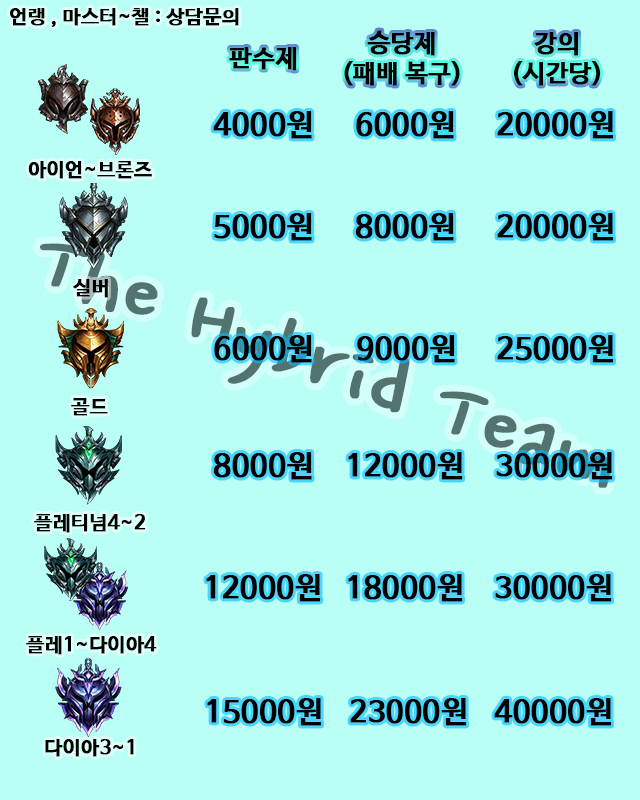 언랭 , 마스터~챌 : 상담문의
판수제 승당제 (패배 복구) 강의 (시간당)
4000원 6000원 20000원
아이언~브론즈
5000원 8000원 20000원
실버
The Hybrid Team
6000원 9000원 25000원
골드
8000원 12000원 30000원
플레티넘4~2
12000원 18000원 30000원
플레1~다이아4
15000원 23000원 40000원
다이아3~1